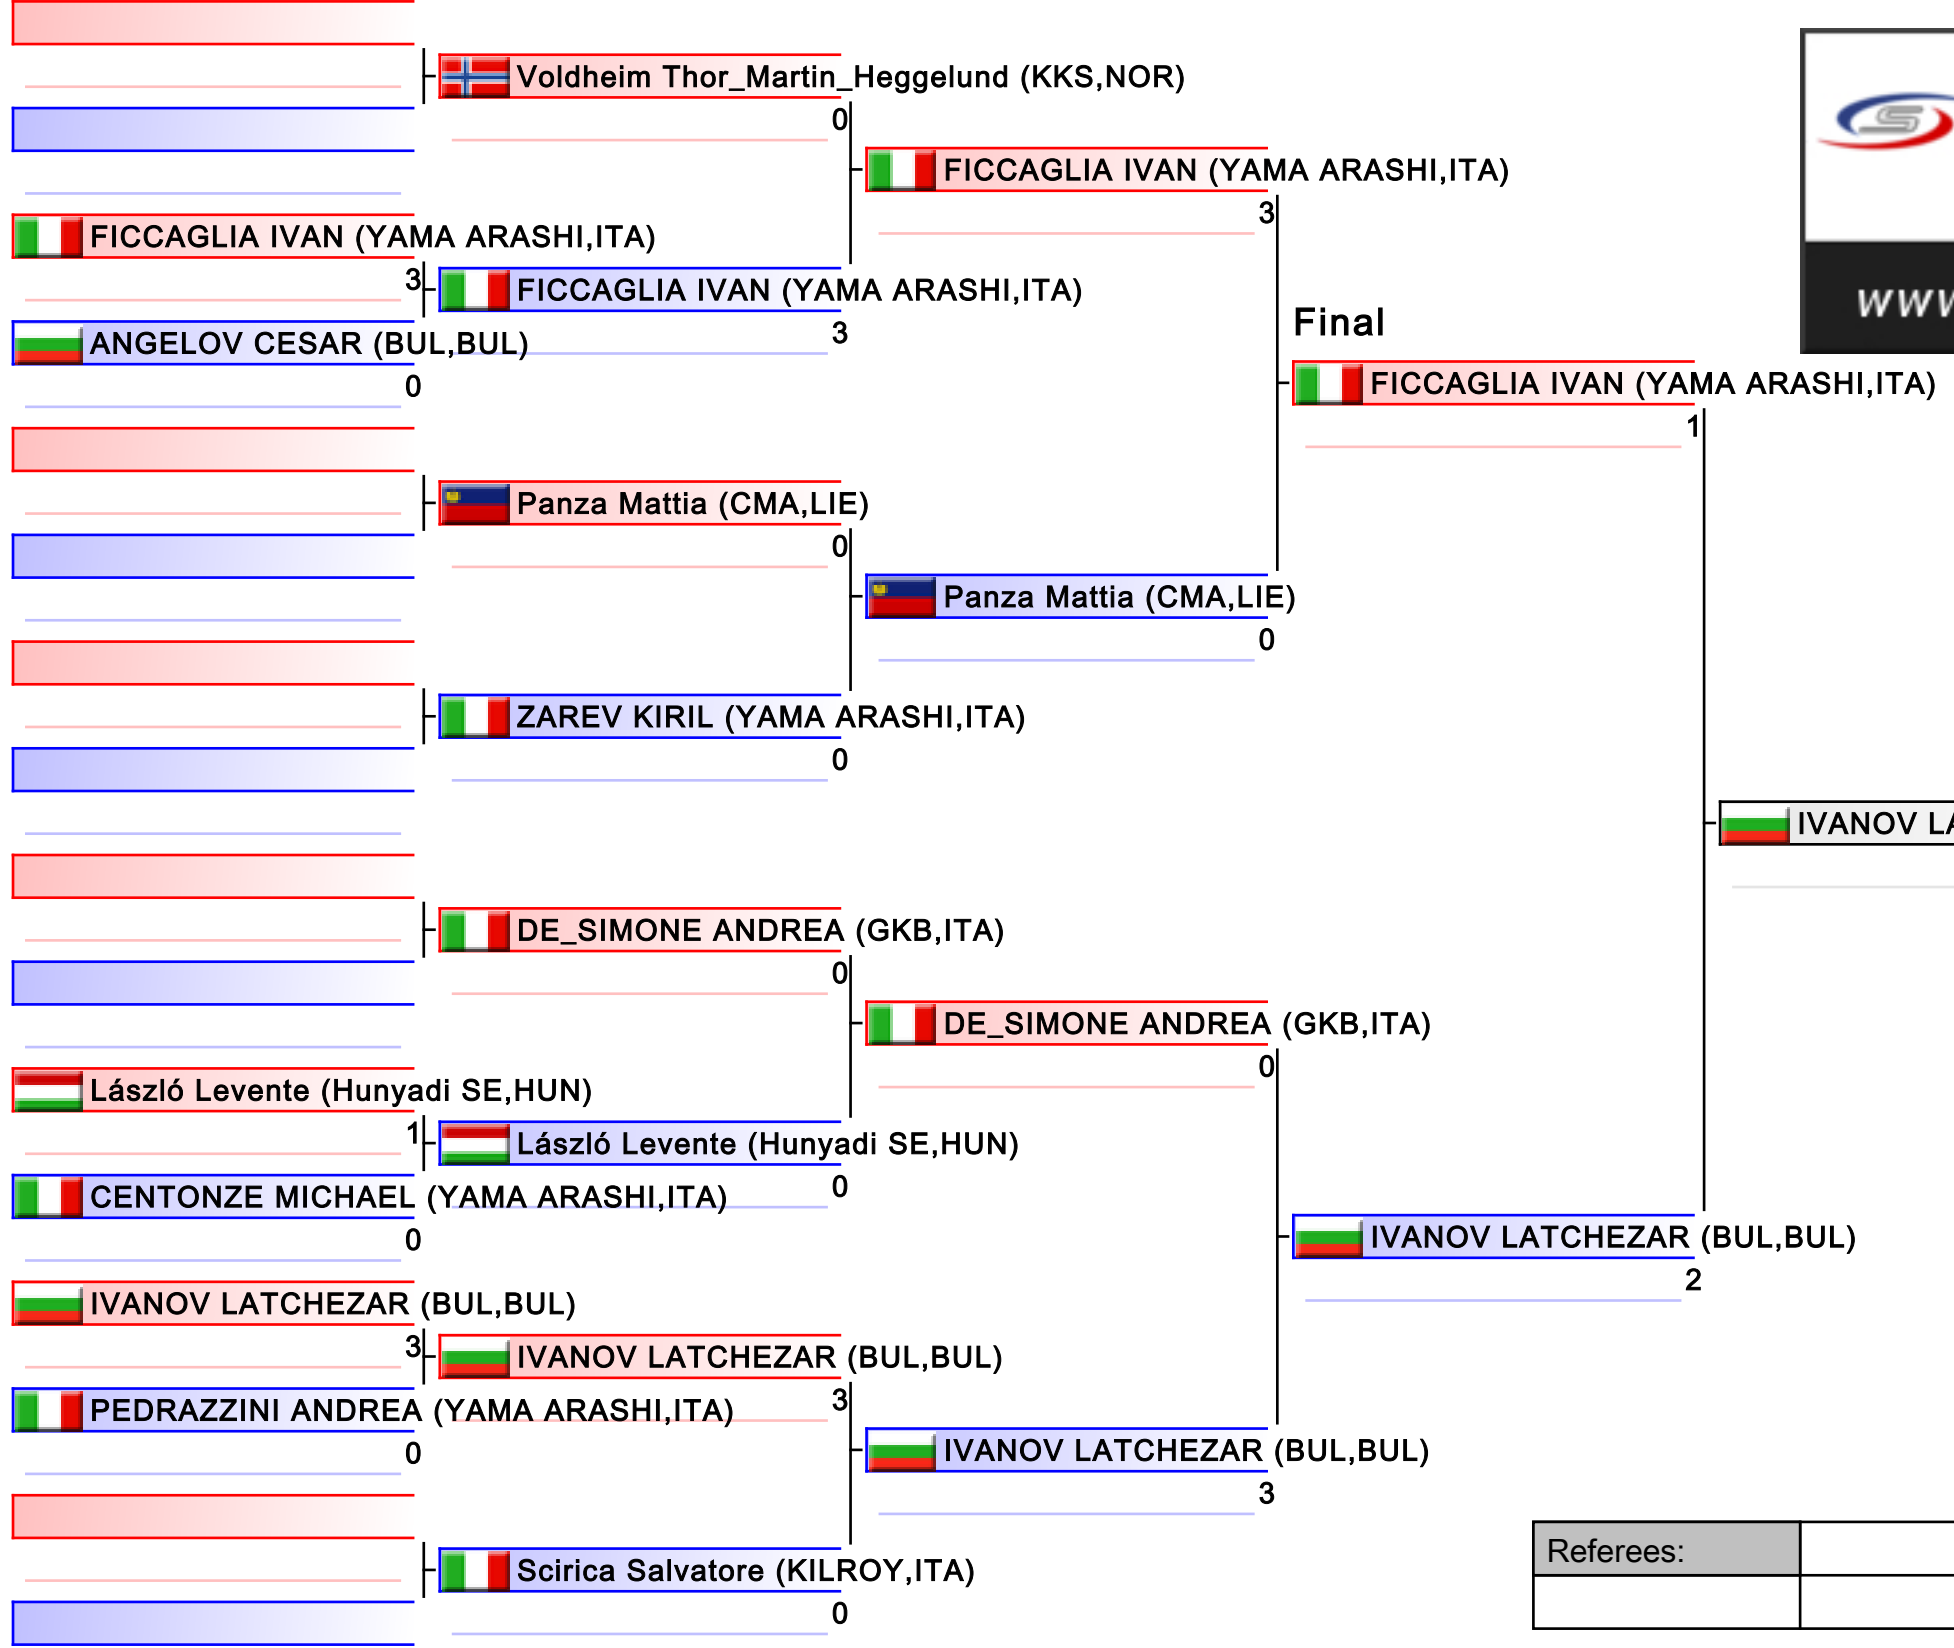 Voldheim Thor_Martin_Heggelund (KKS,NOR)
0
FICCAGLIA IVAN (YAMA ARASHI,ITA)
3
FICCAGLIA IVAN (YAMA ARASHI,ITA)
3
FICCAGLIA IVAN (YAMA ARASHI,ITA)
3
ANGELOV CESAR (BUL,BUL)
0
Final
FICCAGLIA IVAN (YAMA ARASHI,ITA)
1
Panza Mattia (CMA,LIE)
0
Panza Mattia (CMA,LIE)
0
ZAREV KIRIL (YAMA ARASHI,ITA)
0
IVANOV LA
DE_SIMONE ANDREA (GKB,ITA)
0
DE_SIMONE ANDREA (GKB,ITA)
0
László Levente (Hunyadi SE,HUN)
1
László Levente (Hunyadi SE,HUN)
0
CENTONZE MICHAEL (YAMA ARASHI,ITA)
0
IVANOV LATCHEZAR (BUL,BUL)
2
IVANOV LATCHEZAR (BUL,BUL)
3
IVANOV LATCHEZAR (BUL,BUL)
3
PEDRAZZINI ANDREA (YAMA ARASHI,ITA)
0
IVANOV LATCHEZAR (BUL,BUL)
3
Scirica Salvatore (KILROY,ITA)
0
S
www
Referees: